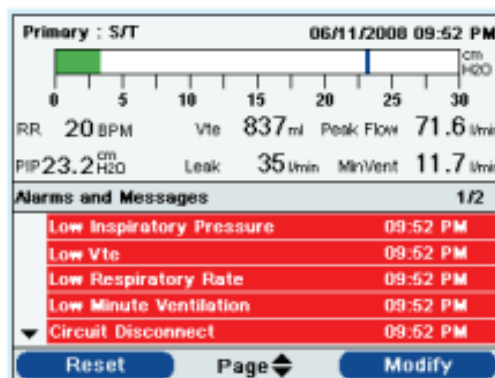 Primary : S/T 06/11/2008 09:52 PM
cm H2O
0 5 10 15 20 25 30
RR 20 BPM Vte 837 ml Peak Flow 71.6 l/min
PIP 23.2 cm H2O Leak 35 l/min MinVent 11.7 l/min
Alarms and Messages 1/2
Low Inspiratory Pressure 09:52 PM
Low Vte 09:52 PM
Low Respiratory Rate 09:52 PM
Low Minute Ventilation 09:52 PM
Circuit Disconnect 09:52 PM
Reset Page Modify